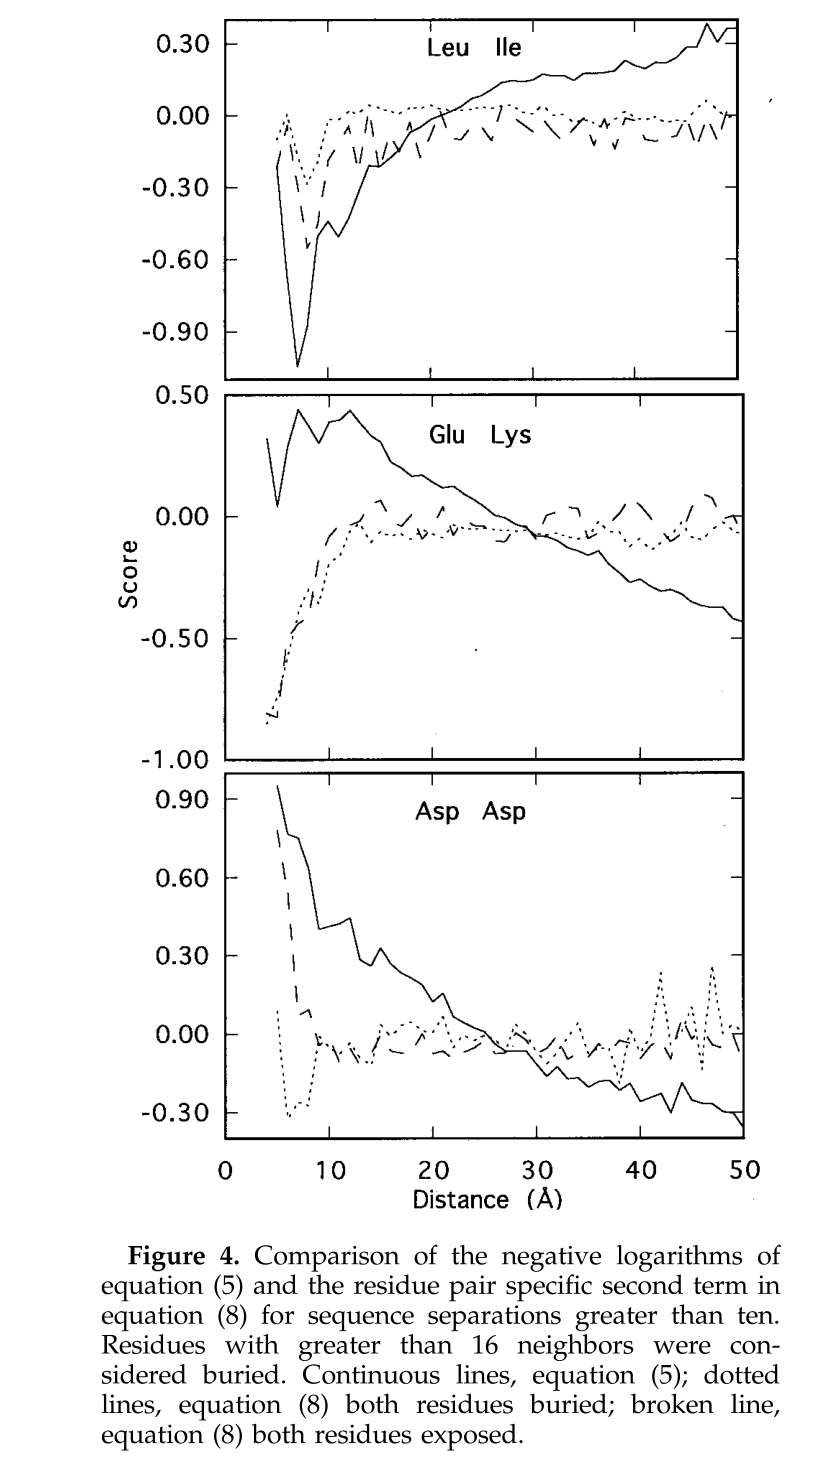 Leu Ile
0.30
0.00
-0.30
-0.60
-0.90
0.50
Glu Lys
0.00
-0.50
-1.00
Score
0.90
Asp Asp
0.60
0.30
0.00
-0.30
0 10 20 30 40 50
Distance (Å)
Figure 4. Comparison of the negative logarithms of
equation (5) and the residue pair specific second term in
equation (8) for sequence separations greater than ten.
Residues with greater than 16 neighbors were con-
sidered buried. Continuous lines, equation (5); dotted
lines, equation (8) both residues buried; broken line,
equation (8) both residues exposed.